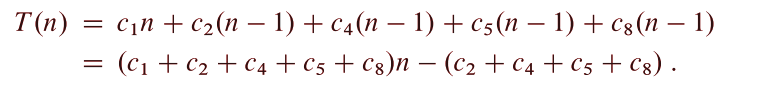 T(n) = c₁n + c₂(n − 1) + c₄(n − 1) + c₅(n − 1) + c₈(n − 1)
= (c₁ + c₂ + c₄ + c₅ + c₈)n − (c₂ + c₄ + c₅ + c₈) .